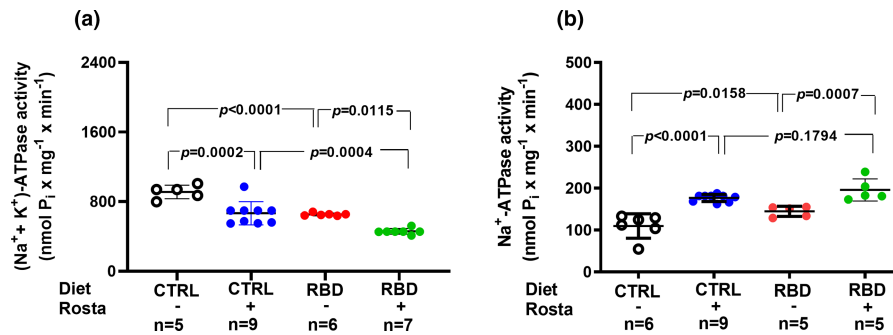 (a)
(Na⁺+ K⁺)-ATPase activity
(nmol Pᵢ x mg⁻¹ x min⁻¹)
2400
1600
800
0
p<0.0001
p=0.0115
p=0.0002
p=0.0004
Diet CTRL CTRL RBD RBD
Rosta - + - +
n=5 n=9 n=6 n=7
(b)
Na⁺-ATPase activity
(nmol Pᵢ x mg⁻¹ x min⁻¹)
500
400
300
200
100
0
p=0.0158
p=0.0007
p<0.0001
p=0.1794
Diet CTRL CTRL RBD RBD
Rosta - + - +
n=6 n=9 n=5 n=5